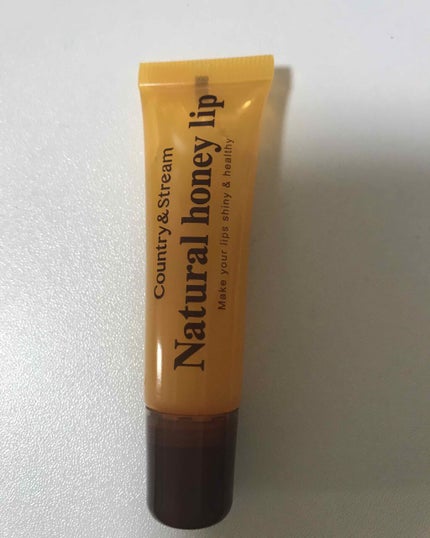 Country&Stream
Natural honey lip
Make your lips shiny & healthy